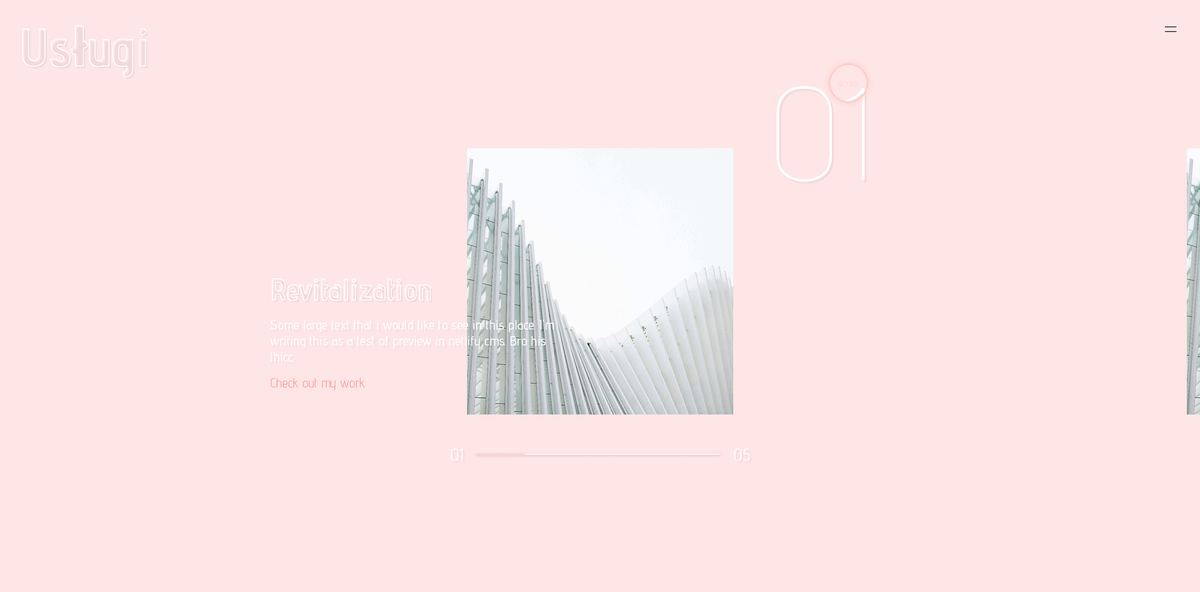 Usługi
01
Revitalization
Some large text that i would like to see in this place. I'm
writing this as a test of preview in netlify cms. Bro his
thicc.
Check out my work
01
05